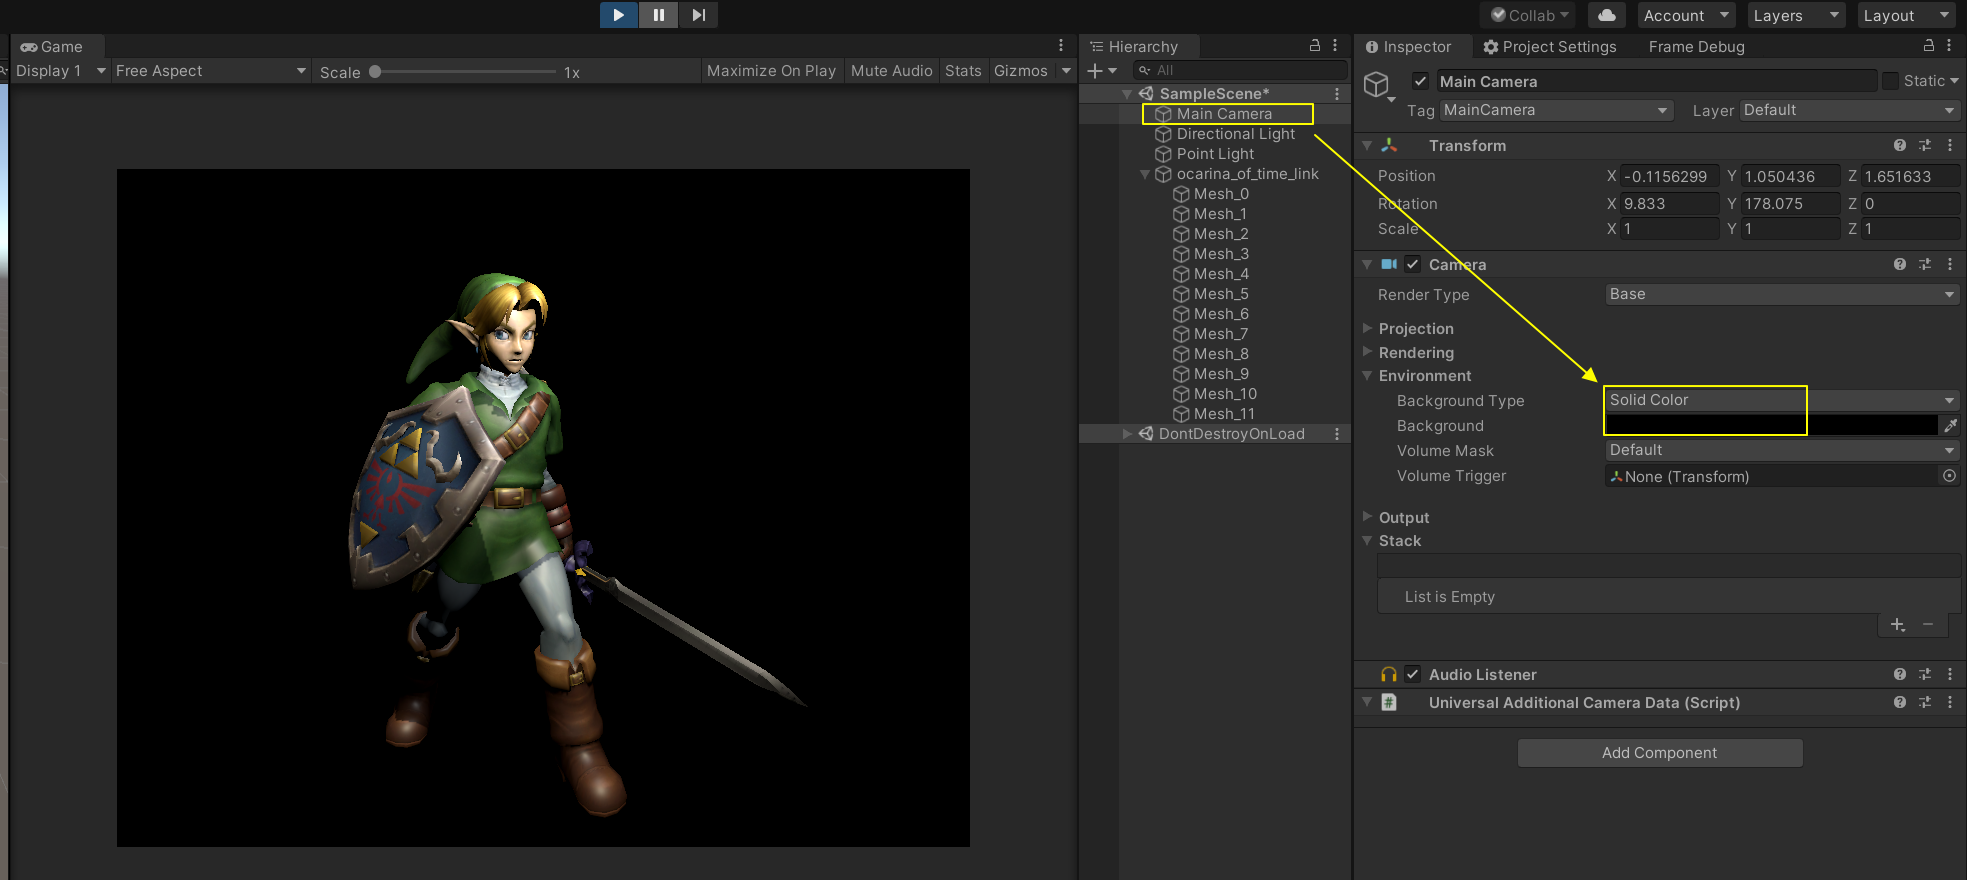 Collab
Account
Layers
Layout
Game
Hierarchy
Inspector
Project Settings
Frame Debug
Display 1
Free Aspect
Scale
1x
Maximize On Play
Mute Audio
Stats
Gizmos
All
SampleScene*
Main Camera
Directional Light
Point Light
ocarina_of_time_link
Mesh_0
Mesh_1
Mesh_2
Mesh_3
Mesh_4
Mesh_5
Mesh_6
Mesh_7
Mesh_8
Mesh_9
Mesh_10
Mesh_11
DontDestroyOnLoad
Main Camera
Static
Tag MainCamera
Layer Default
Transform
Position X -0.1156299 Y 1.050436 Z 1.651633
Rotation X 9.833 Y 178.075 Z 0
Scale X 1 Y 1 Z 1
Camera
Render Type Base
Projection
Rendering
Environment
Background Type Solid Color
Background
Volume Mask Default
Volume Trigger None (Transform)
Output
Stack
List is Empty
Audio Listener
Universal Additional Camera Data (Script)
Add Component